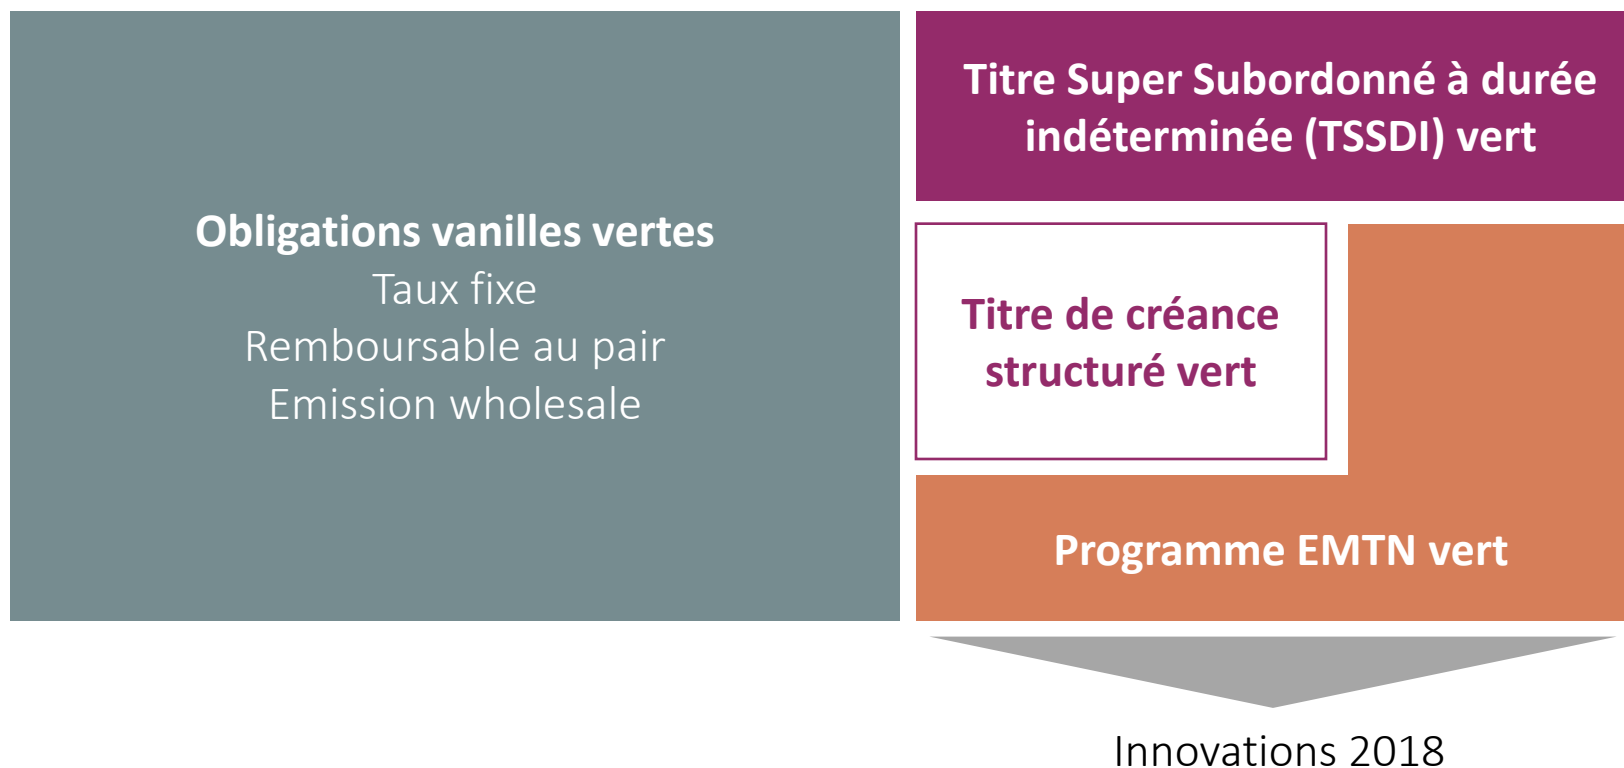 Obligations vanilles vertes
Taux fixe
Remboursable au pair
Emission wholesale
Titre Super Subordonné à durée
indéterminée (TSSDI) vert
Titre de créance
structuré vert
Programme EMTN vert
Innovations 2018